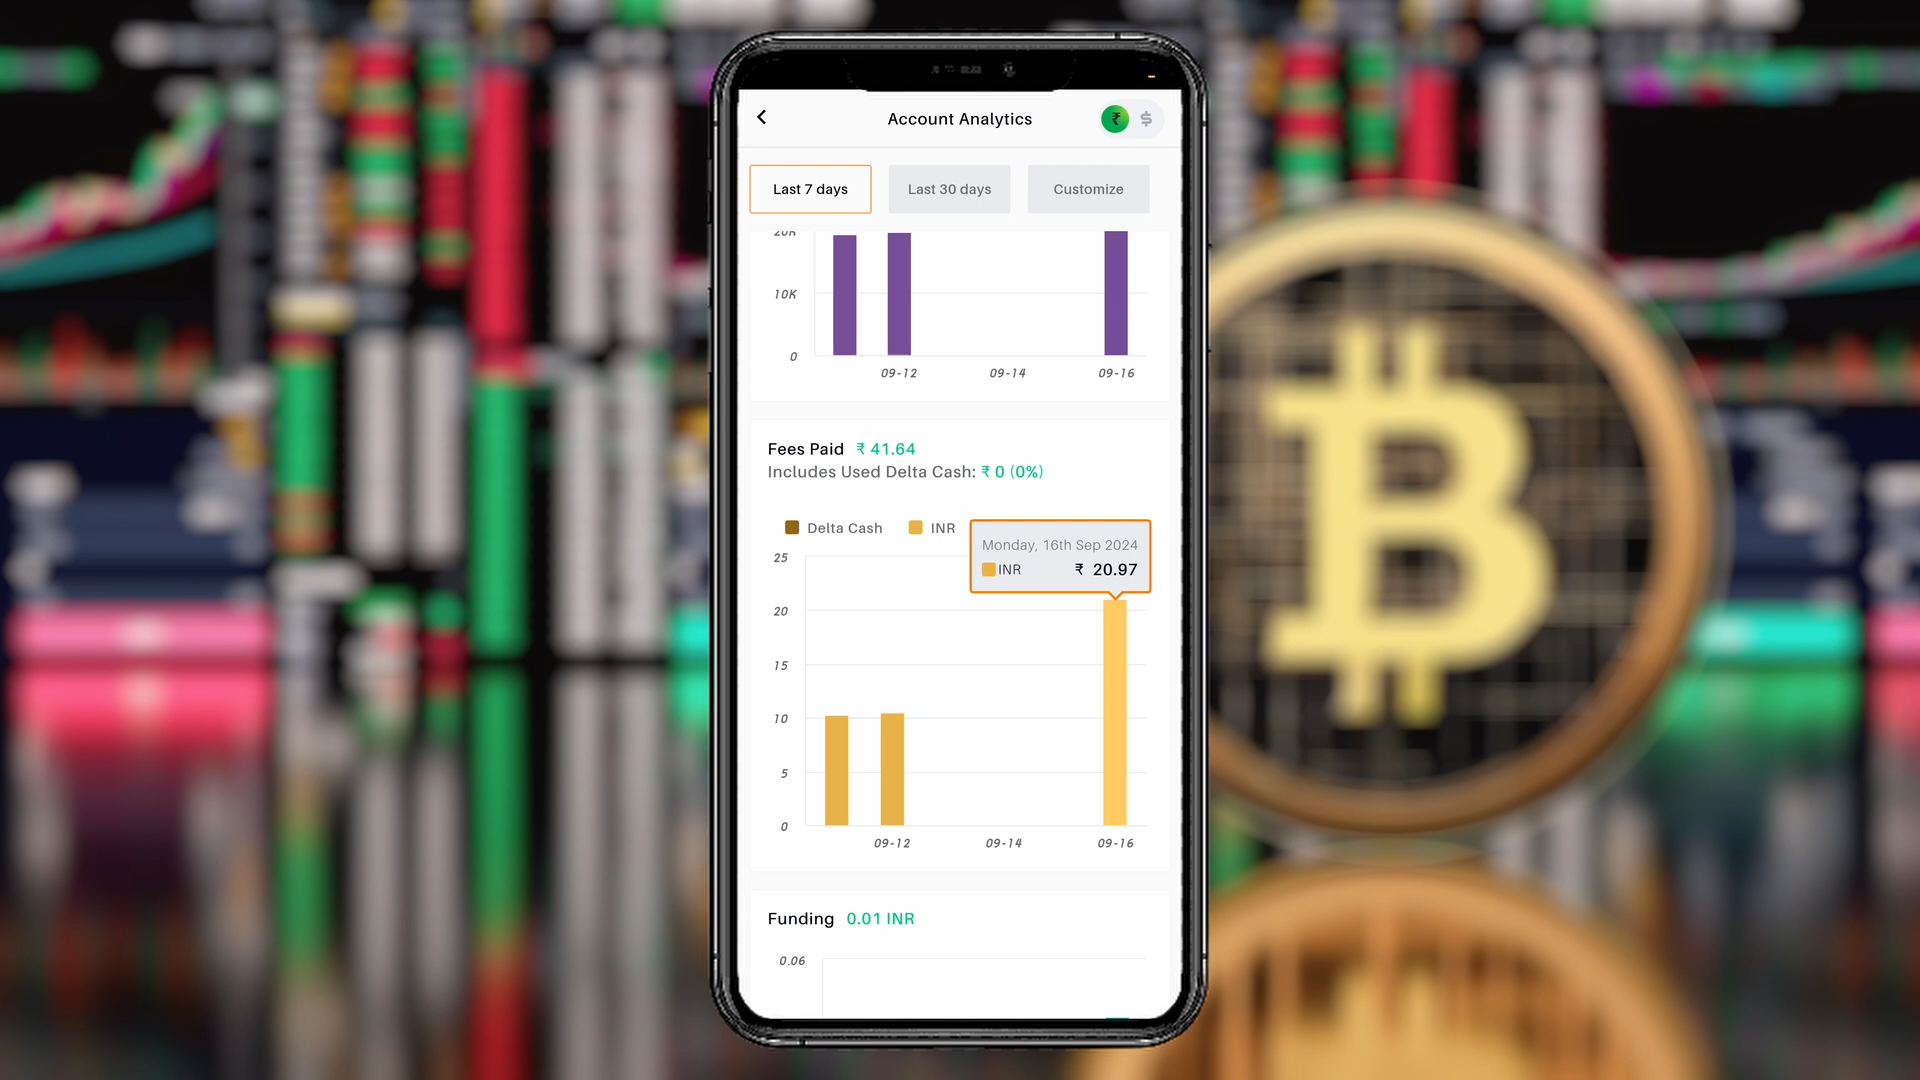 Account Analytics
₹ $
Last 7 days Last 30 days Customize
10K
0
09-12 09-14 09-16
Fees Paid ₹ 41.64
Includes Used Delta Cash: ₹ 0 (0%)
Delta Cash INR
Monday, 16th Sep 2024
INR ₹ 20.97
25
20
15
10
5
0
09-12 09-14 09-16
Funding 0.01 INR
0.06